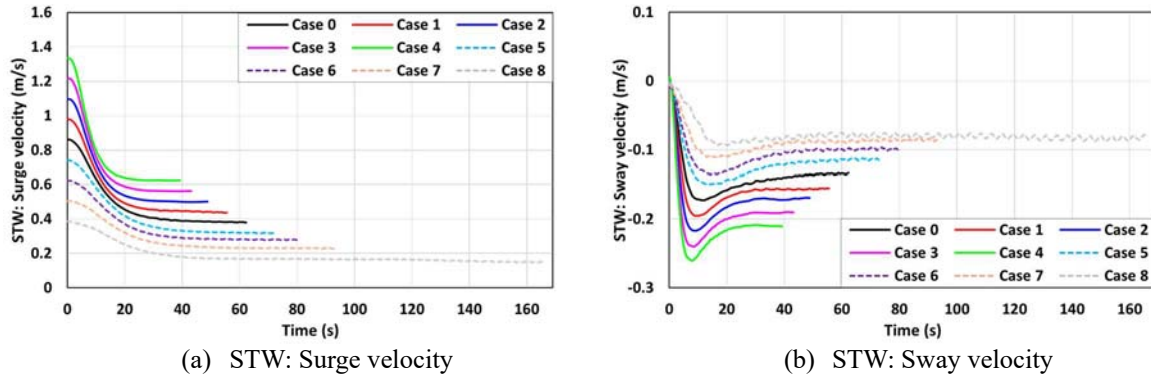 1.6
1.4
1.2
1
0.8
0.6
0.4
0.2
0
STW: Surge velocity (m/s)
Case 0 Case 1 Case 2
Case 3 Case 4 Case 5
Case 6 Case 7 Case 8
0 20 40 60 80 100 120 140 160
Time (s)
(a) STW: Surge velocity
0.1
0
-0.1
-0.2
-0.3
STW: Sway velocity (m/s)
Case 0 Case 1 Case 2
Case 3 Case 4 Case 5
Case 6 Case 7 Case 8
0 20 40 60 80 100 120 140 160
Time (s)
(b) STW: Sway velocity